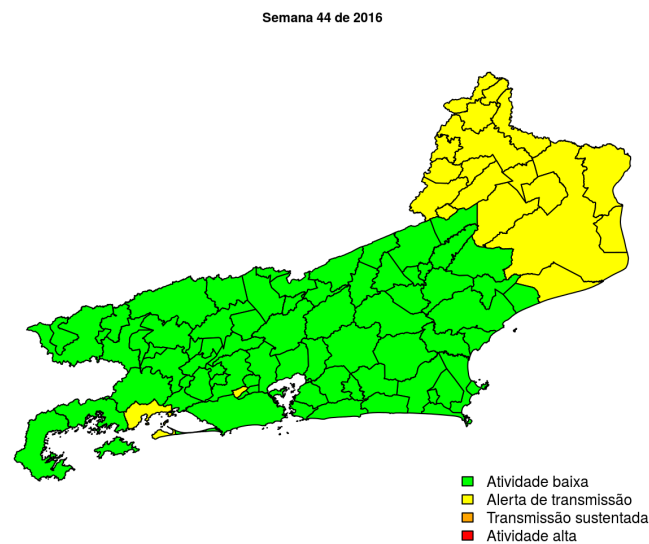 Semana 44 de 2016
Atividade baixa
Alerta de transmissão
Transmissão sustentada
Atividade alta